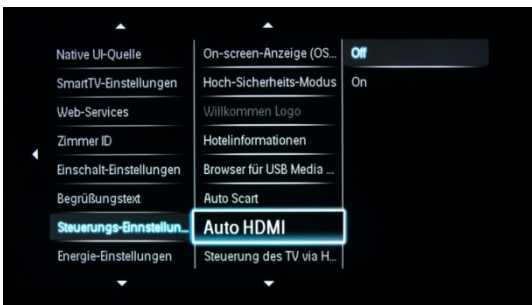 Native UI-Quelle
SmartTV-Einstellungen
Web-Services
Zimmer ID
Einschalt-Einstellungen
Begrüßungstext
Steuerungs-Einnstellun...
Energie-Einstellungen
On-screen-Anzeige (OS...
Hoch-Sicherheits-Modus
Willkommen Logo
Hotelinformationen
Browser für USB Media ...
Auto Scart
Auto HDMI
Steuerung des TV via H...
Off
On